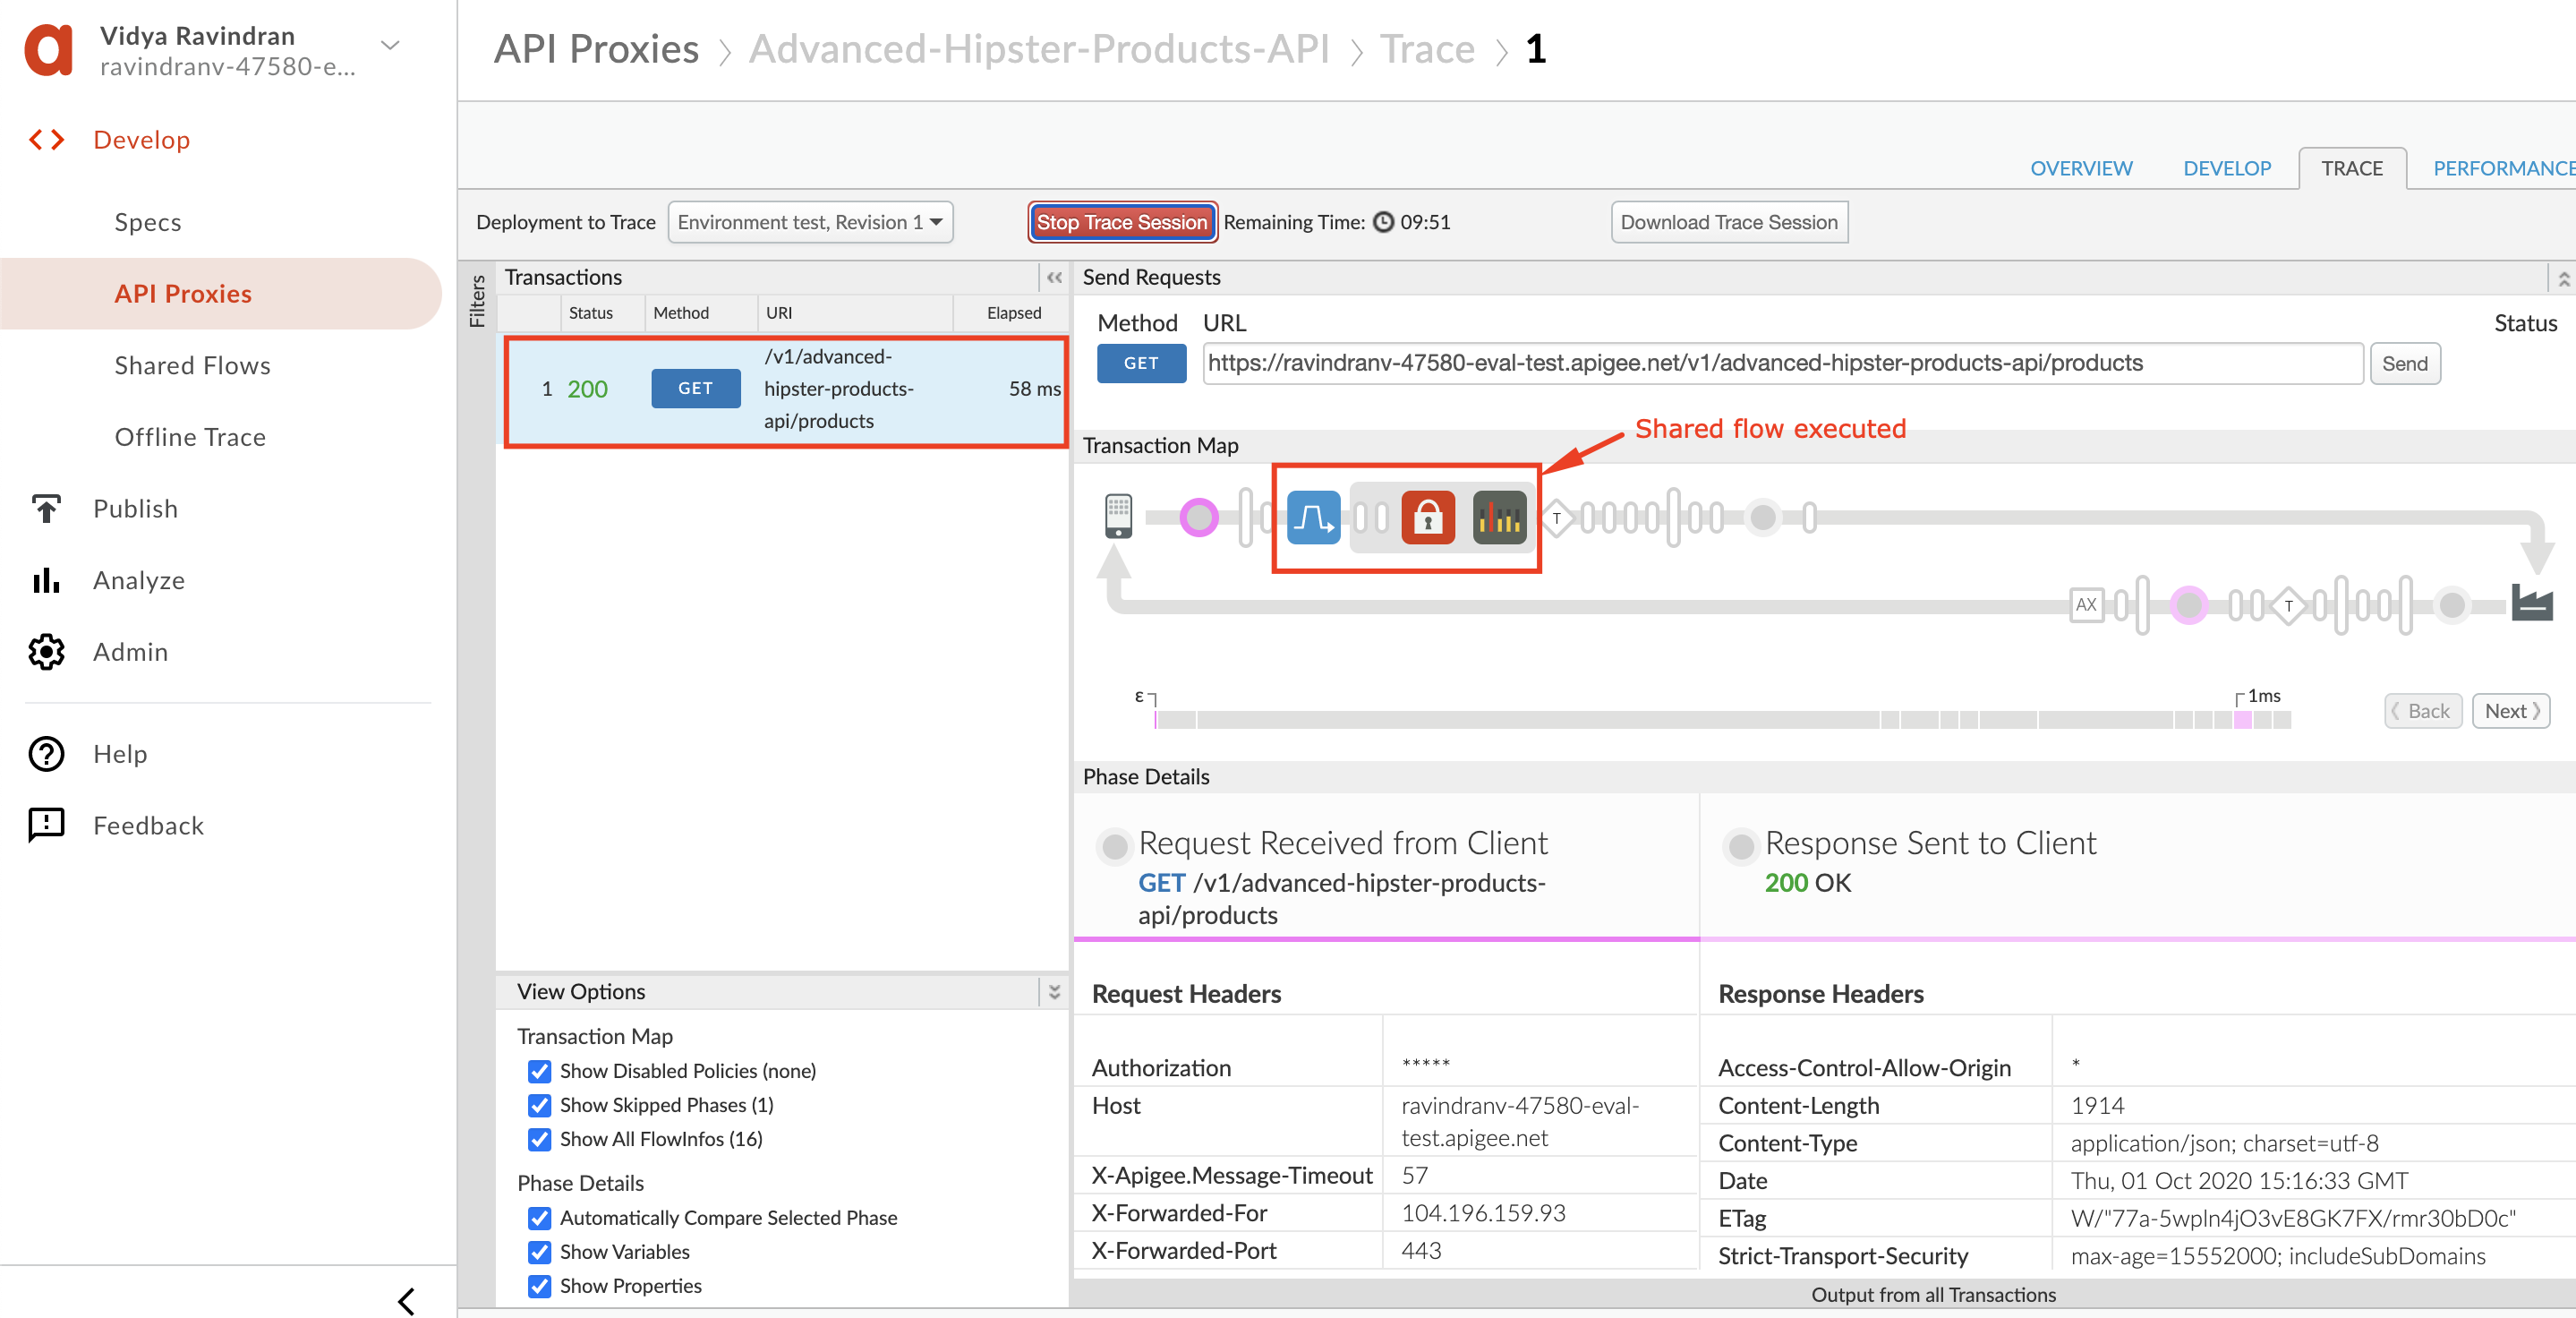 Vidya Ravindran
ravindranv-47580-e...
Develop
Specs
API Proxies
Shared Flows
Offline Trace
Publish
Analyze
Admin
Help
Feedback
API Proxies > Advanced-Hipster-Products-API > Trace > 1
OVERVIEW DEVELOP TRACE PERFORMANCE
Deployment to Trace Environment test, Revision 1 Stop Trace Session Remaining Time: 09:51 Download Trace Session
Filters
Transactions
Status Method URI Elapsed
1 200 GET /v1/advanced-
hipster-products-
api/products
58 ms
View Options
Transaction Map
Show Disabled Policies (none)
Show Skipped Phases (1)
Show All FlowInfos (16)
Phase Details
Automatically Compare Selected Phase
Show Variables
Show Properties
Send Requests
Method URL Status
GET https://ravindranv-47580-eval-test.apigee.net/v1/advanced-hipster-products-api/products Send
Shared flow executed
Transaction Map
T
AX T
ε 1ms
Back Next
Phase Details
Request Received from Client
GET /v1/advanced-hipster-products-
api/products
Response Sent to Client
200 OK
Request Headers
Authorization *****
Host ravindranv-47580-eval-
test.apigee.net
X-Apigee.Message-Timeout 57
X-Forwarded-For 104.196.159.93
X-Forwarded-Port 443
Response Headers
Access-Control-Allow-Origin *
Content-Length 1914
Content-Type application/json; charset=utf-8
Date Thu, 01 Oct 2020 15:16:33 GMT
ETag W/"77a-5wpln4jO3vE8GK7FX/rmr30bD0c"
Strict-Transport-Security max-age=15552000; includeSubDomains
Output from all Transactions